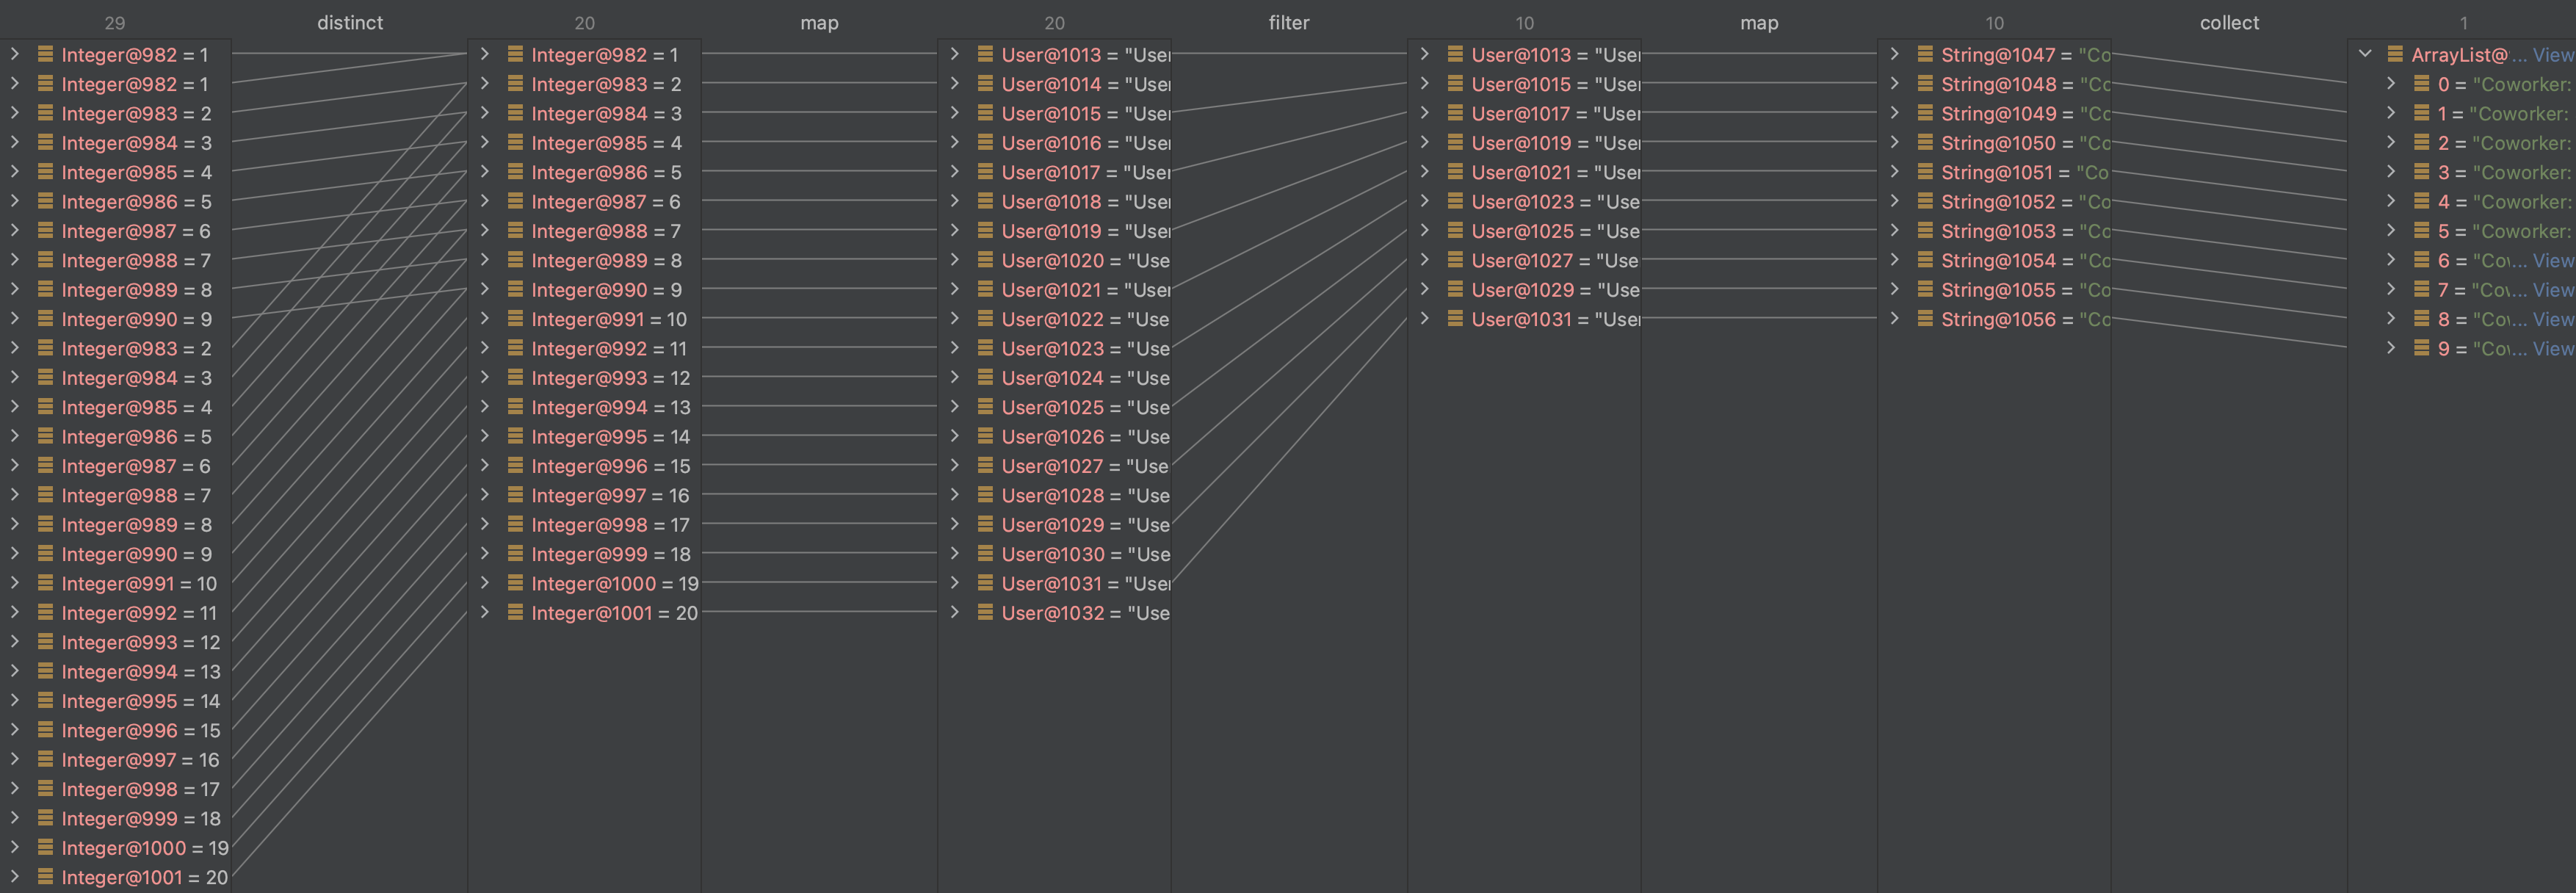 29 distinct 20 map 20 filter 10 map 10 collect 1
Integer@982 = 1 Integer@982 = 1 User@1013 = "User User@1013 = "User String@1047 = "Co ArrayList@ ... View
Integer@982 = 1 Integer@983 = 2 User@1014 = "User User@1015 = "User String@1048 = "Co 0 = "Coworker:
Integer@983 = 2 Integer@984 = 3 User@1015 = "User User@1017 = "User String@1049 = "Co 1 = "Coworker:
Integer@984 = 3 Integer@985 = 4 User@1016 = "User User@1019 = "User String@1050 = "Co 2 = "Coworker:
Integer@985 = 4 Integer@986 = 5 User@1017 = "User User@1021 = "User String@1051 = "Co 3 = "Coworker:
Integer@986 = 5 Integer@987 = 6 User@1018 = "User User@1023 = "Use String@1052 = "Co 4 = "Coworker:
Integer@987 = 6 Integer@988 = 7 User@1019 = "User User@1025 = "Use String@1053 = "Co 5 = "Coworker:
Integer@988 = 7 Integer@989 = 8 User@1020 = "Use User@1027 = "Use String@1054 = "Co 6 = "Cov... View
Integer@989 = 8 Integer@990 = 9 User@1021 = "User User@1029 = "Use String@1055 = "Co 7 = "Cov... View
Integer@990 = 9 Integer@991 = 10 User@1022 = "Use User@1031 = "User String@1056 = "Co 8 = "Cov... View
Integer@983 = 2 Integer@992 = 11 User@1023 = "Use 9 = "Cov... View
Integer@984 = 3 Integer@993 = 12 User@1024 = "Use
Integer@985 = 4 Integer@994 = 13 User@1025 = "Use
Integer@986 = 5 Integer@995 = 14 User@1026 = "Use
Integer@987 = 6 Integer@996 = 15 User@1027 = "Use
Integer@988 = 7 Integer@997 = 16 User@1028 = "Use
Integer@989 = 8 Integer@998 = 17 User@1029 = "Use
Integer@990 = 9 Integer@999 = 18 User@1030 = "Use
Integer@991 = 10 Integer@1000 = 19 User@1031 = "User
Integer@992 = 11 Integer@1001 = 20 User@1032 = "Use
Integer@993 = 12
Integer@994 = 13
Integer@995 = 14
Integer@996 = 15
Integer@997 = 16
Integer@998 = 17
Integer@999 = 18
Integer@1000 = 19
Integer@1001 = 20